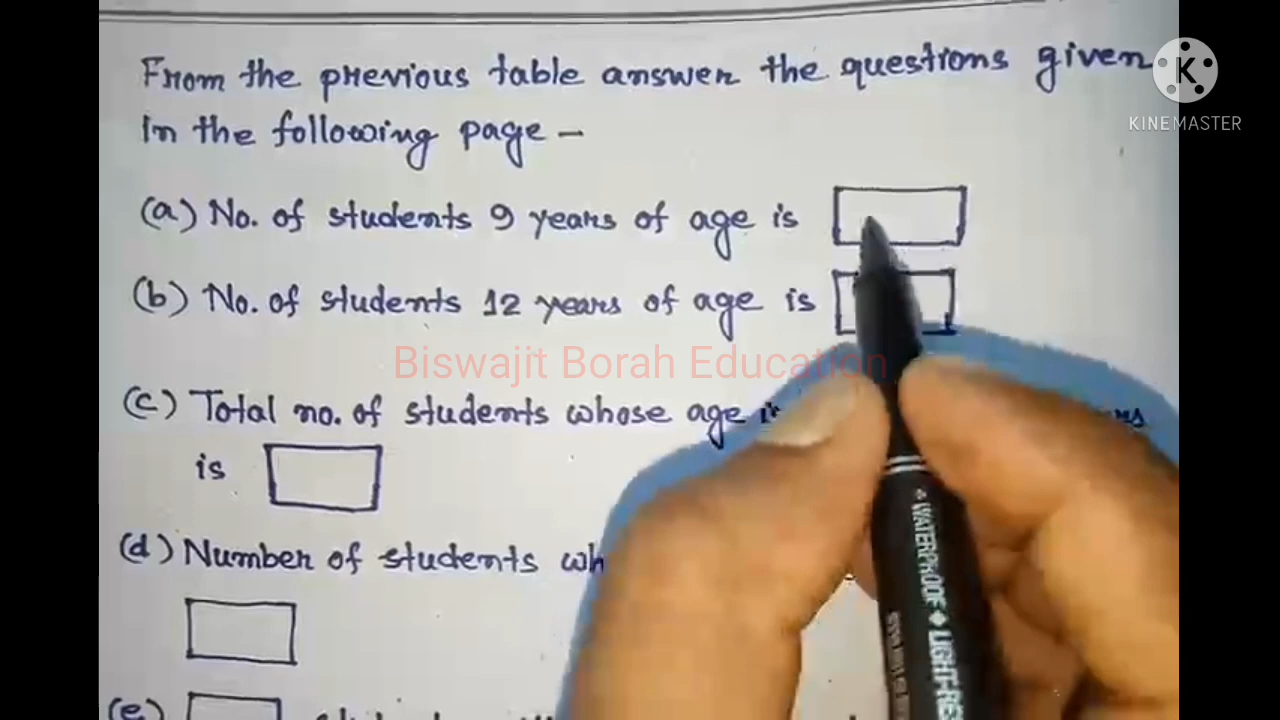 From the previous table answer the questions given
in the following page -
K
KINEMASTER
(a) No. of students 9 years of age is
(b) No. of students 12 years of age is
Biswajit Borah Education
(c) Total no. of students whose age
is
(d) Number of students
(e)
WATERPROOF ◆